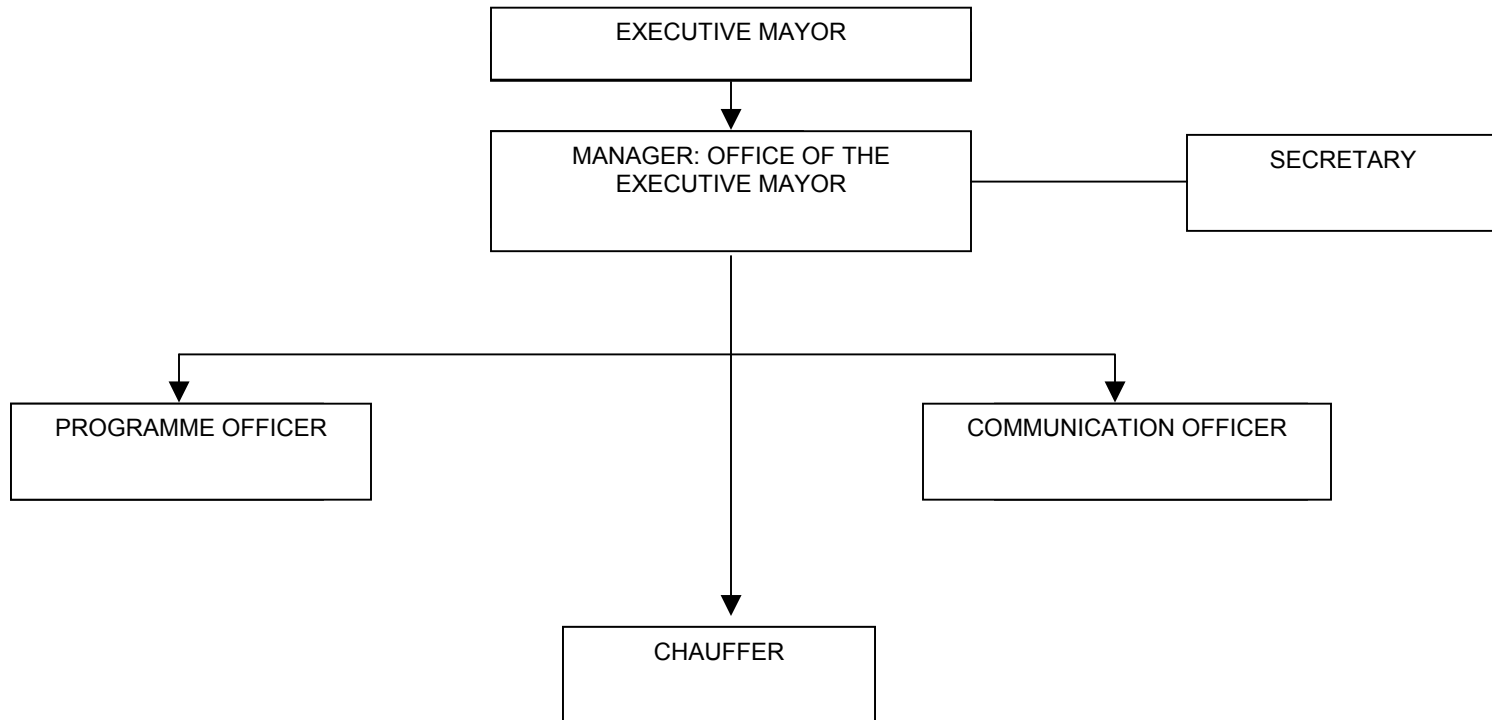 EXECUTIVE MAYOR
MANAGER: OFFICE OF THE
EXECUTIVE MAYOR
SECRETARY
PROGRAMME OFFICER
COMMUNICATION OFFICER
CHAUFFER